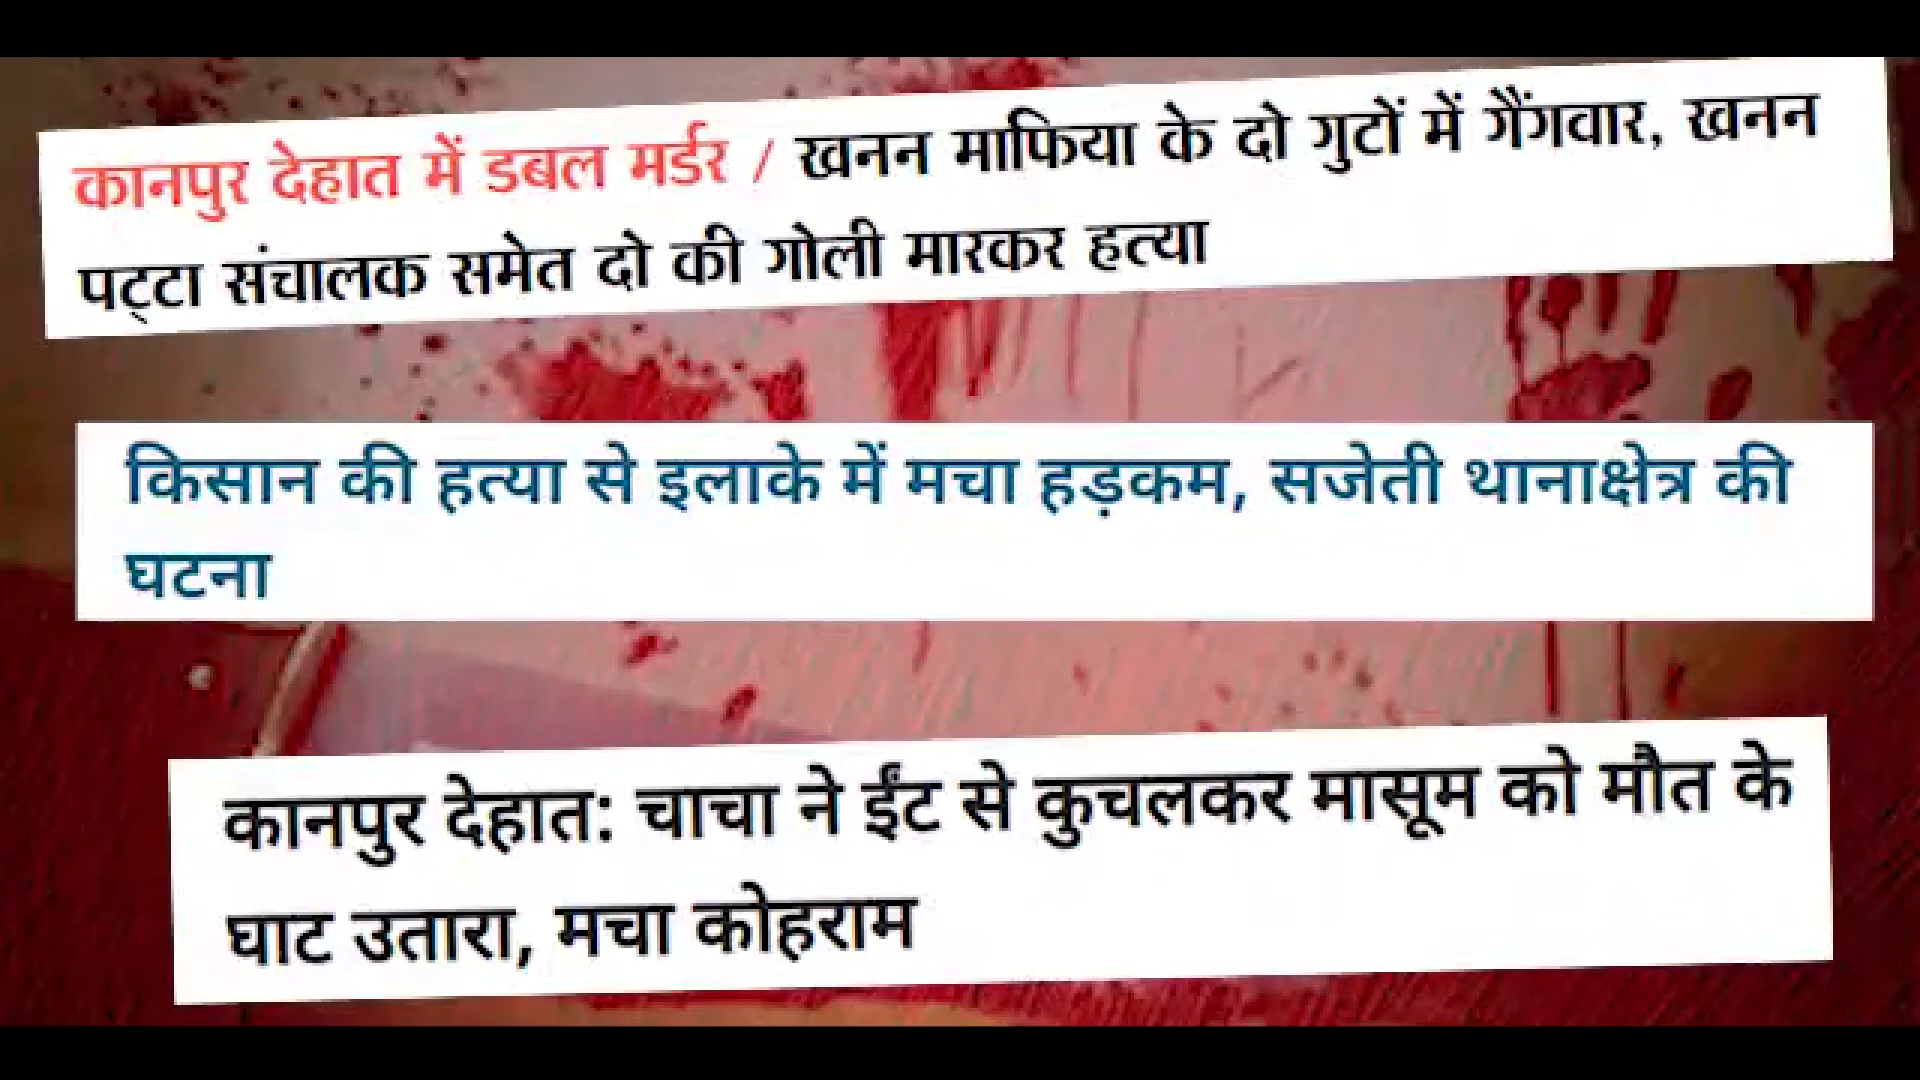 कानपुर देहात में डबल मर्डर / खनन माफिया के दो गुटों में गैंगवार, खनन
पट्टा संचालक समेत दो की गोली मारकर हत्या
किसान की हत्या से इलाके में मचा हड़कम, सजेती थानाक्षेत्र की
घटना
कानपुर देहात: चाचा ने ईंट से कुचलकर मासूम को मौत के
घाट उतारा, मचा कोहराम